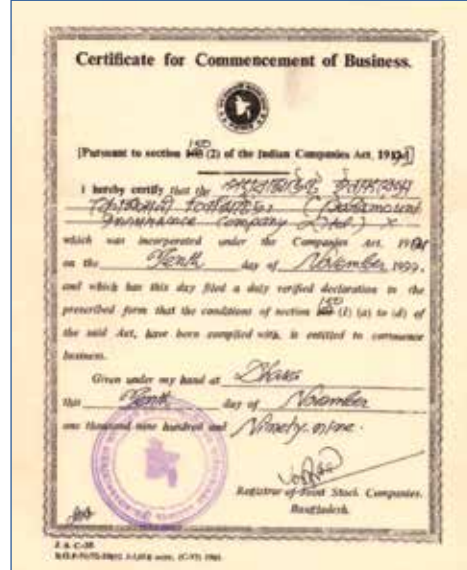 Certificate for Commencement of Business.
150
[Pursuant to section (2) of the Indian Companies Act, 19
I hereby certify that the
(Paramount
Insurance Company Ltd.) x
which was incorporated under the Companies Act. 19
on the Tenth day of November 1999.
and which has this day filed a duly verified declaration in the
150
prescribed form that the conditions of section (1) (a) to (d) of
the said Act, have been complied with, is entitled to commence
business.
Given under my hand at Dhaka
this Tenth day of November
one thousand nine hundred and Ninety-nine.
Registrar of Joint Stock Companies.
Bangladesh.